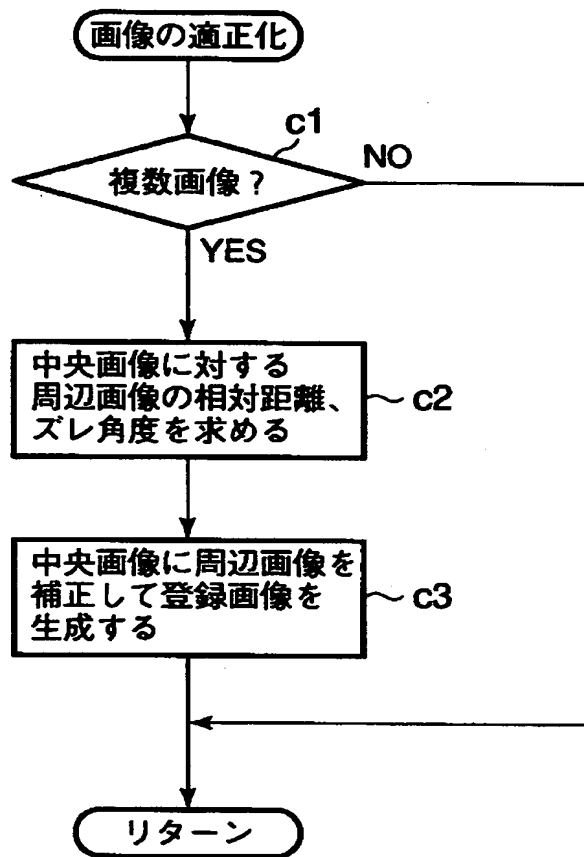 画像の適正化
c1
複数画像？
NO
YES
中央画像に対する
周辺画像の相対距離、
ズレ角度を求める
c2
中央画像に周辺画像を
補正して登録画像を
生成する
c3
リターン